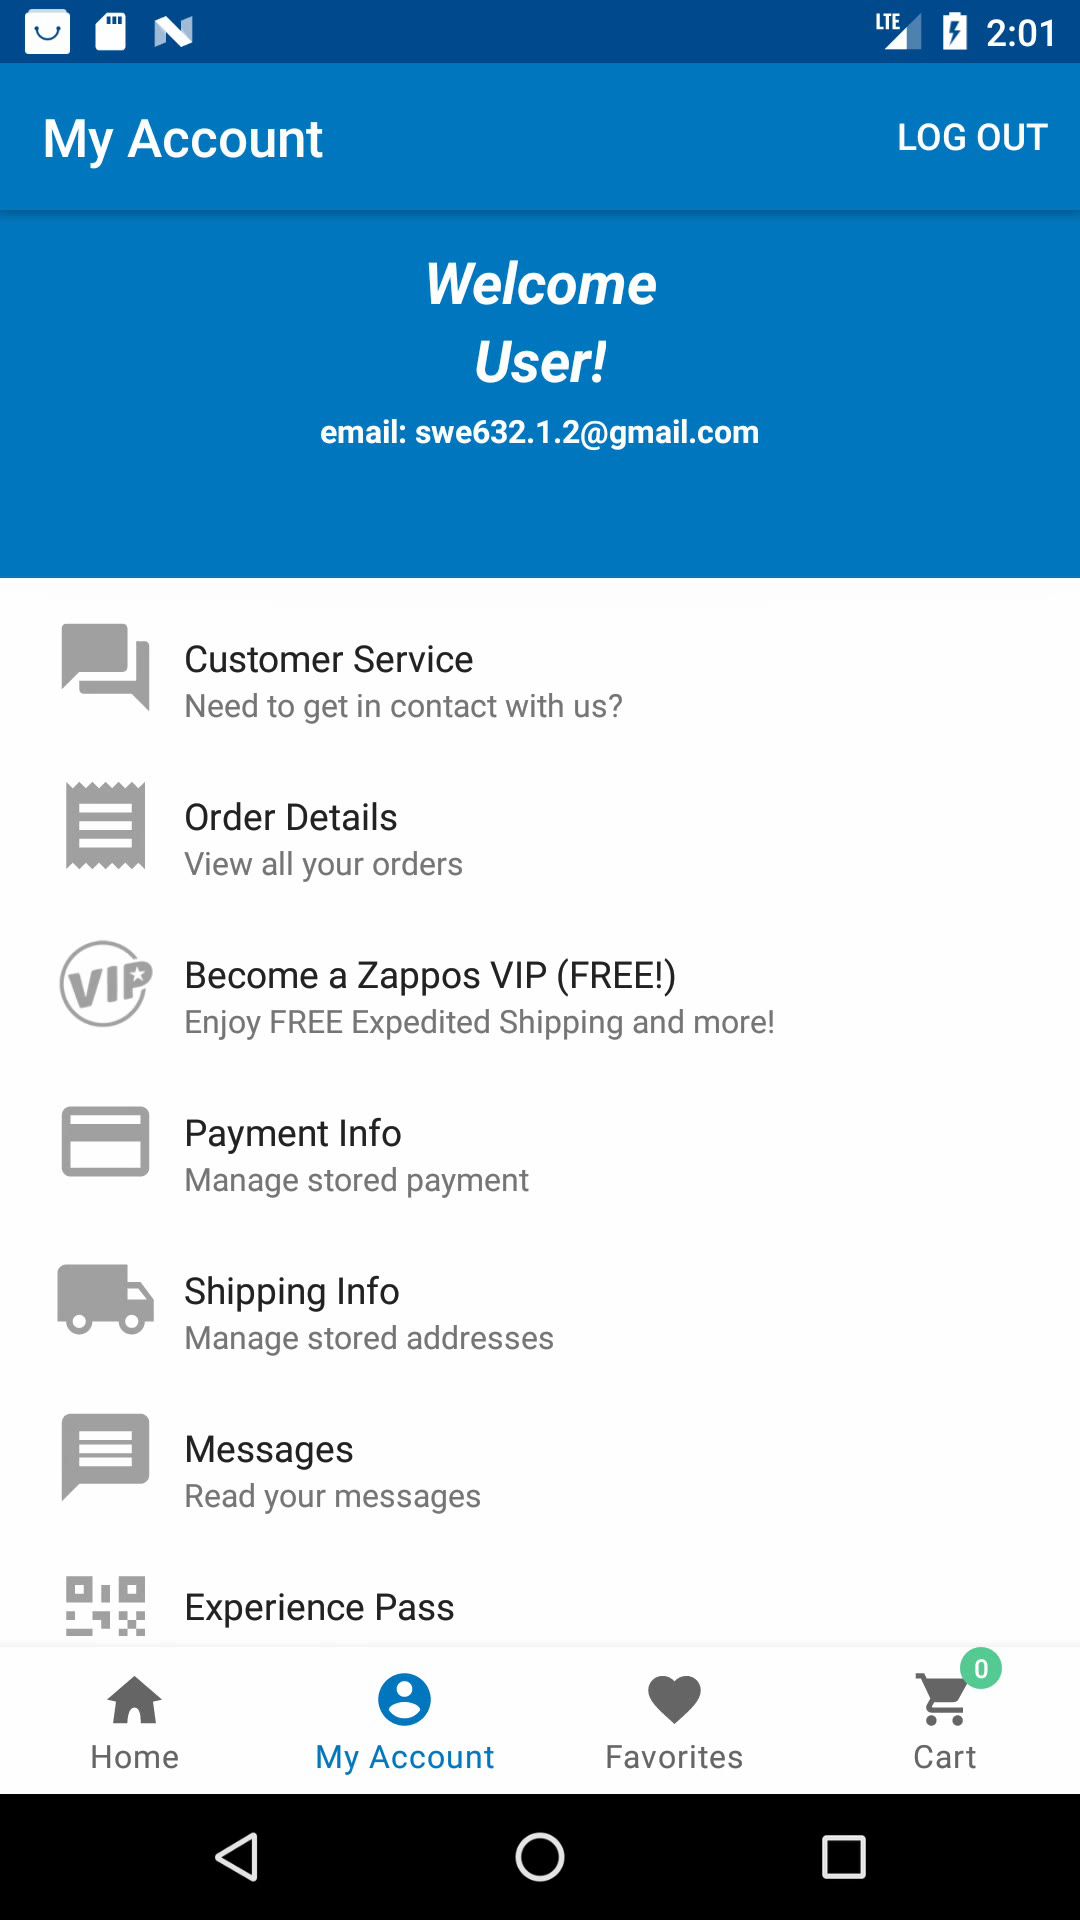 LTE 2:01
My Account LOG OUT
Welcome
User!
email: swe632.1.2@gmail.com
Customer Service
Need to get in contact with us?
Order Details
View all your orders
VIP
Become a Zappos VIP (FREE!)
Enjoy FREE Expedited Shipping and more!
Payment Info
Manage stored payment
Shipping Info
Manage stored addresses
Messages
Read your messages
Experience Pass
0
Home My Account Favorites Cart